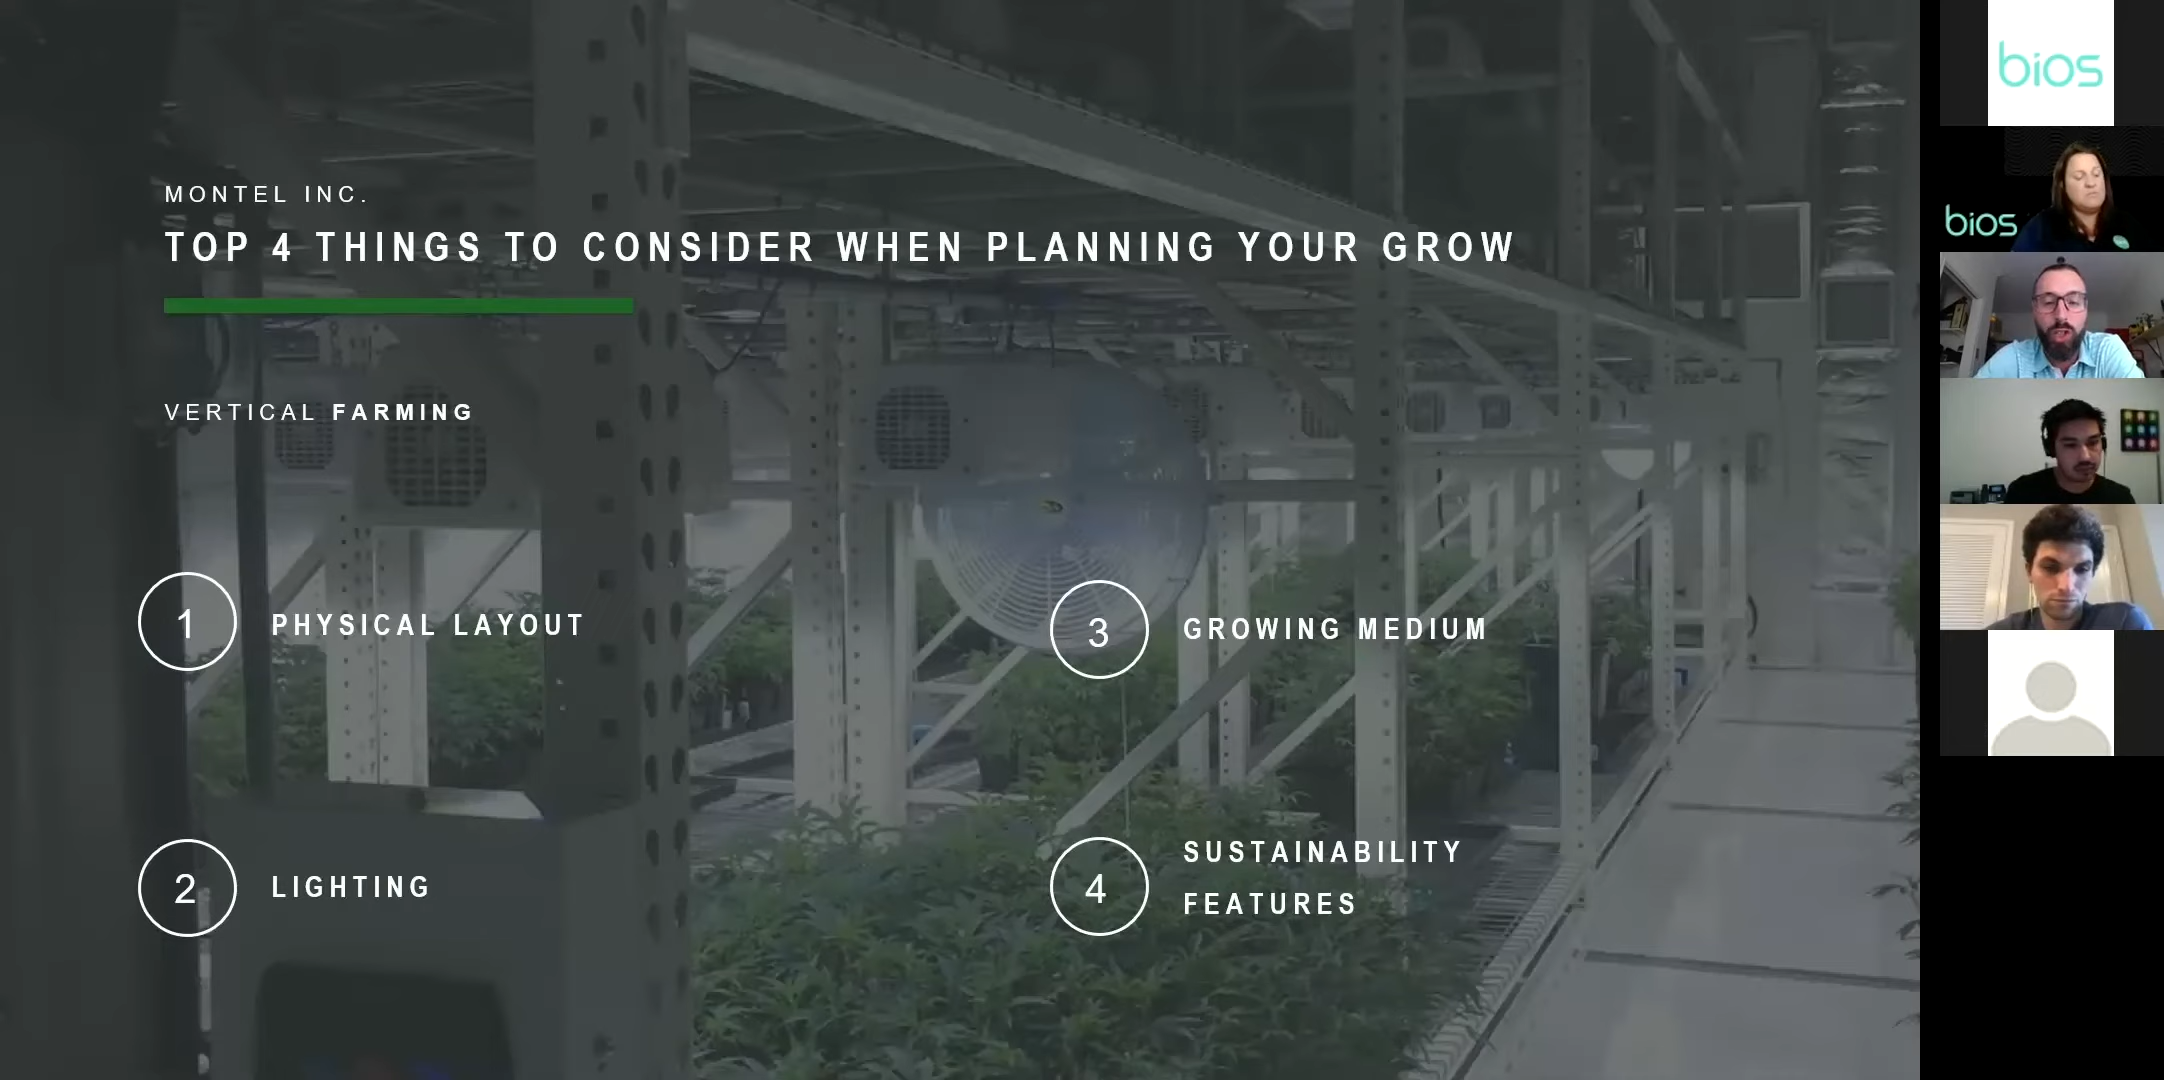 MONTEL INC.
TOP 4 THINGS TO CONSIDER WHEN PLANNING YOUR GROW
VERTICAL FARMING
1 PHYSICAL LAYOUT
2 LIGHTING
3 GROWING MEDIUM
4 SUSTAINABILITY
FEATURES
bios
bios